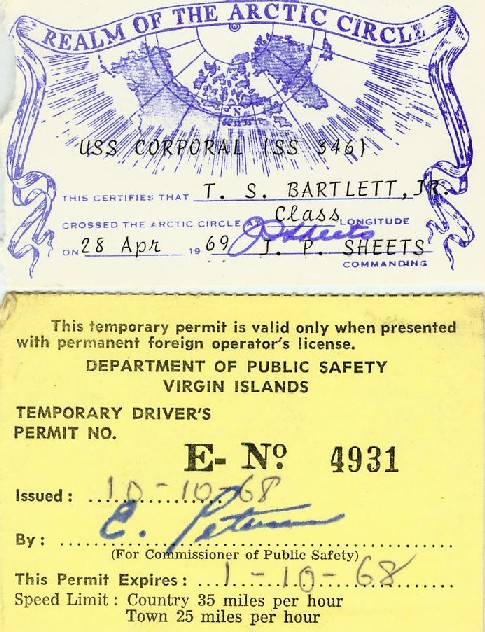 REALM OF THE ARCTIC CIRCLE
USS CORPORAL (SS 346)
THIS CERTIFIES THAT T. S. BARTLETT, JR.
CROSSED THE ARCTIC CIRCLE Class LONGITUDE
ON 28 Apr 1969 J. P. SHEETS
COMMANDING
This temporary permit is valid only when presented
with permanent foreign operator's license.
DEPARTMENT OF PUBLIC SAFETY
VIRGIN ISLANDS
TEMPORARY DRIVER'S
PERMIT NO.
E- No. 4931
Issued : 10-10-68
By : E. Petersen
(For Commissioner of Public Safety)
This Permit Expires : 1-10-68
Speed Limit : Country 35 miles per hour
Town 25 miles per hour